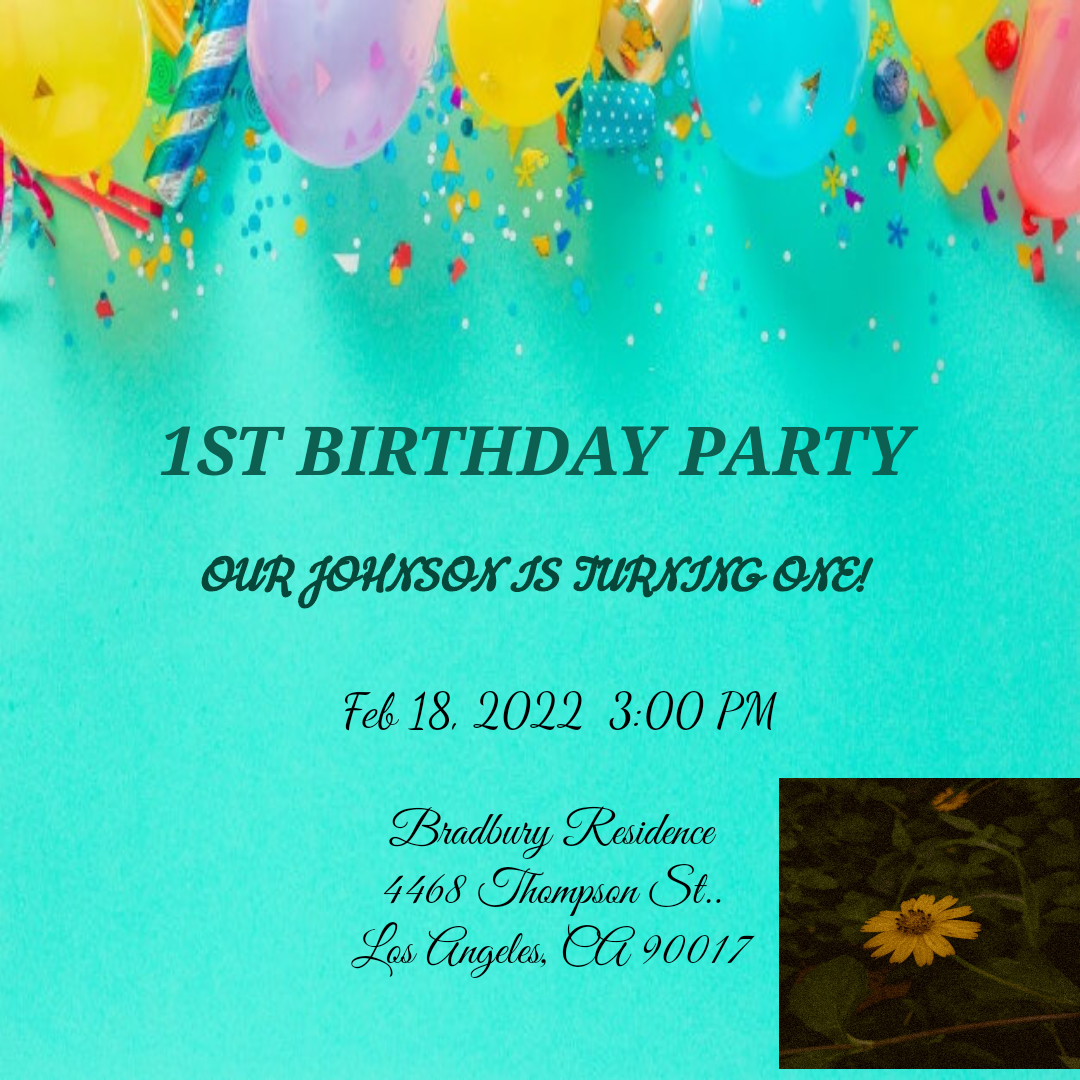 1ST BIRTHDAY PARTY
OUR JOHNSON IS TURNING ONE!
Feb 18, 2022 3:00 PM
Bradbury Residence
4468 Thompson St..
Los Angeles, CA 90017